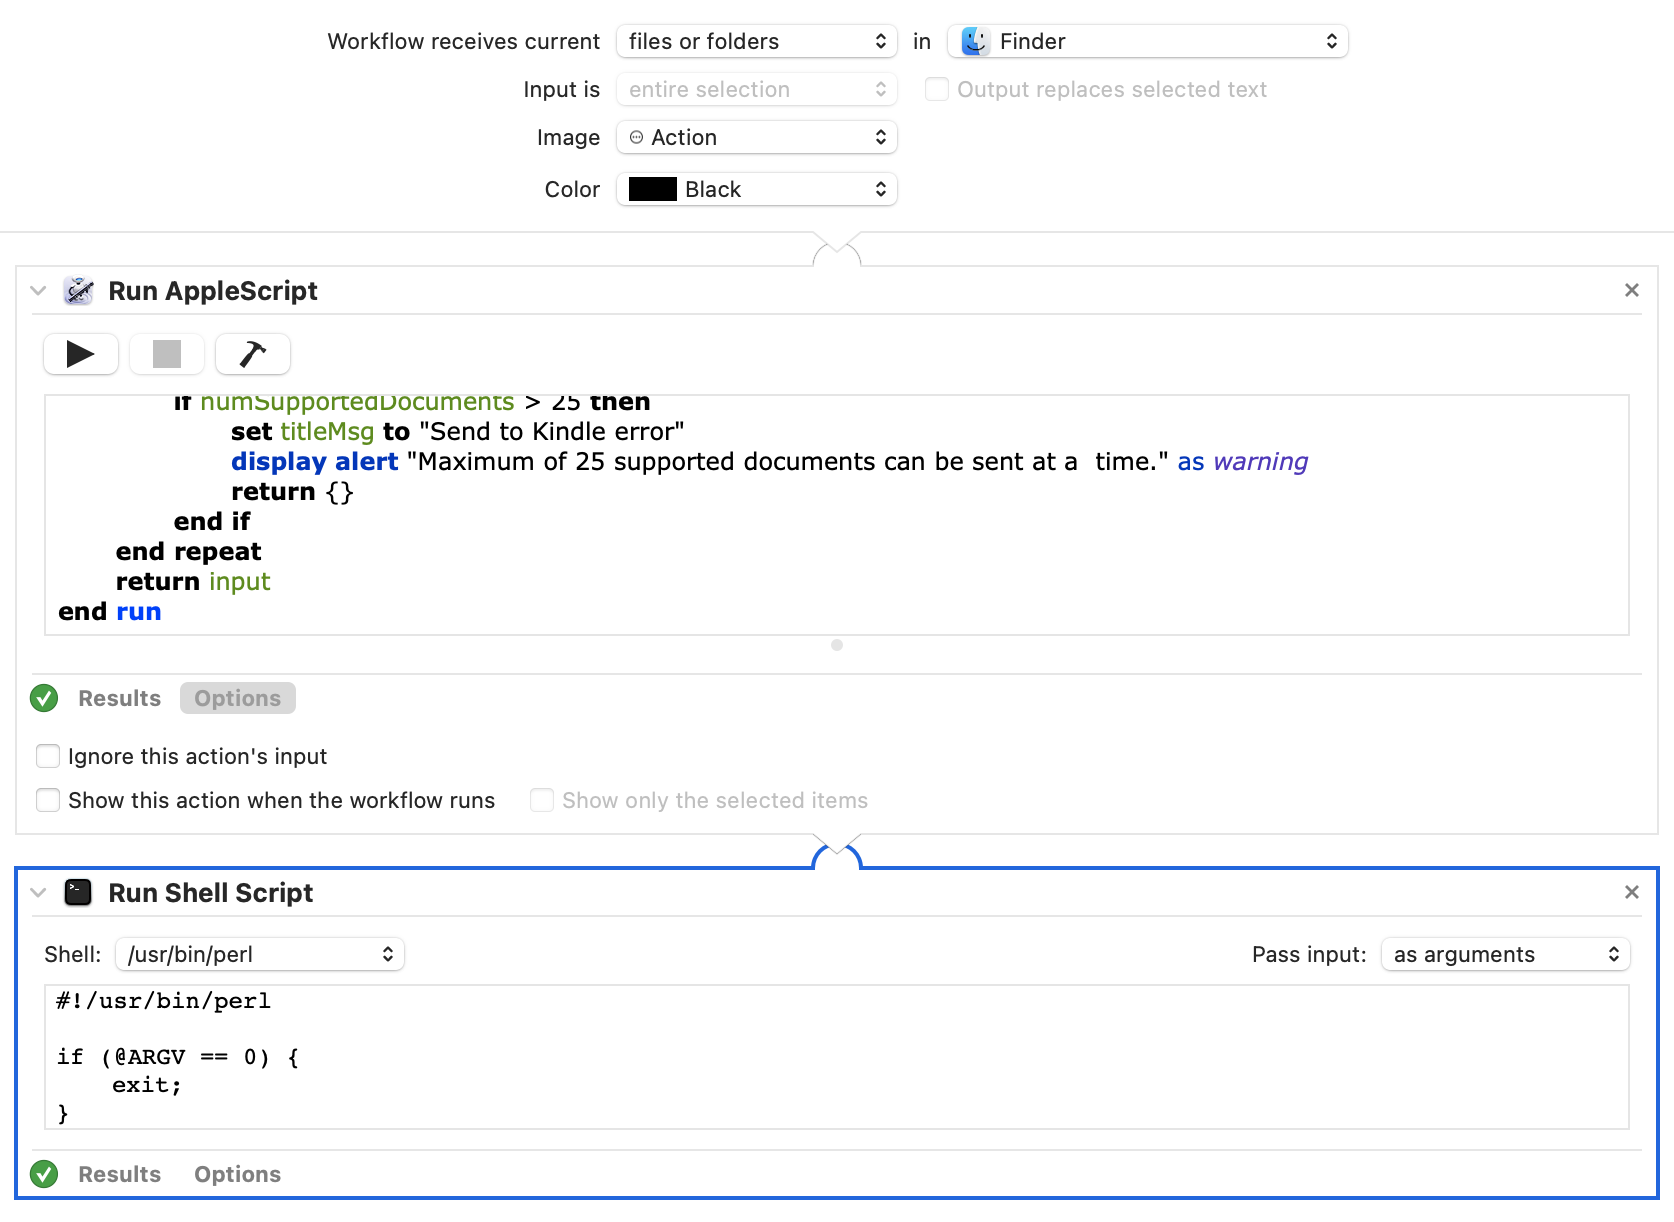 Workflow receives current files or folders in Finder
Input is entire selection Output replaces selected text
Image Action
Color Black
Run AppleScript
if numSupportedDocuments > 25 then
set titleMsg to "Send to Kindle error"
display alert "Maximum of 25 supported documents can be sent at a  time." as warning
return {}
end if
end repeat
return input
end run
Results Options
Ignore this action's input
Show this action when the workflow runs Show only the selected items
Run Shell Script
Shell: /usr/bin/perl Pass input: as arguments
#!/usr/bin/perl
if (@ARGV == 0) {
exit;
}
Results Options